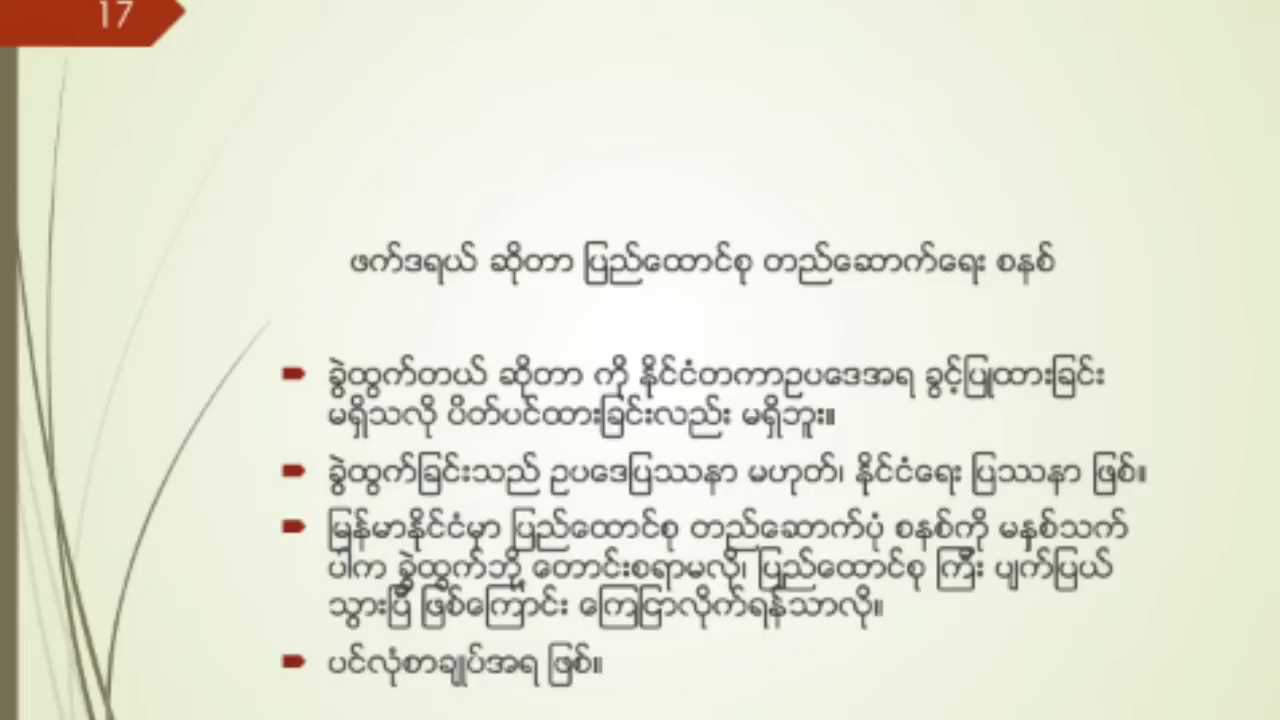 17
ဖက်ဒရယ် ဆိုတာ ပြည်ထောင်စု တည်ဆောက်ရေး စနစ်
ခွဲထွက်တယ် ဆိုတာ ကို နိုင်ငံတကာဥပဒေအရ ခွင့်ပြုထားခြင်း
မရှိသလို ပိတ်ပင်ထားခြင်းလည်း မရှိဘူး။
ခွဲထွက်ခြင်းသည် ဥပဒေပြဿနာ မဟုတ်၊ နိုင်ငံရေး ပြဿနာ ဖြစ်။
မြန်မာနိုင်ငံမှာ ပြည်ထောင်စု တည်ဆောက်ပုံ စနစ်ကို မနှစ်သက်
ပါက ခွဲထွက်ဘို့ တောင်းစရာမလို၊ ပြည်ထောင်စု ကြီး ပျက်ပြယ်
သွားပြီ ဖြစ်ကြောင်း ကြေငြာလိုက်ရန်သာလို။
ပင်လုံစာချုပ်အရ ဖြစ်။